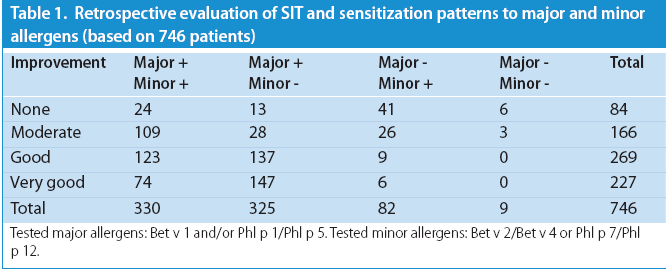 Table 1. Retrospective evaluation of SIT and sensitization patterns to major and minor
allergens (based on 746 patients)
Improvement Major + Major + Major - Major - Total
Minor + Minor - Minor + Minor -
None 24 13 41 6 84
Moderate 109 28 26 3 166
Good 123 137 9 0 269
Very good 74 147 6 0 227
Total 330 325 82 9 746
Tested major allergens: Bet v 1 and/or Phl p 1/Phl p 5. Tested minor allergens: Bet v 2/Bet v 4 or Phl p 7/Phl
p 12.